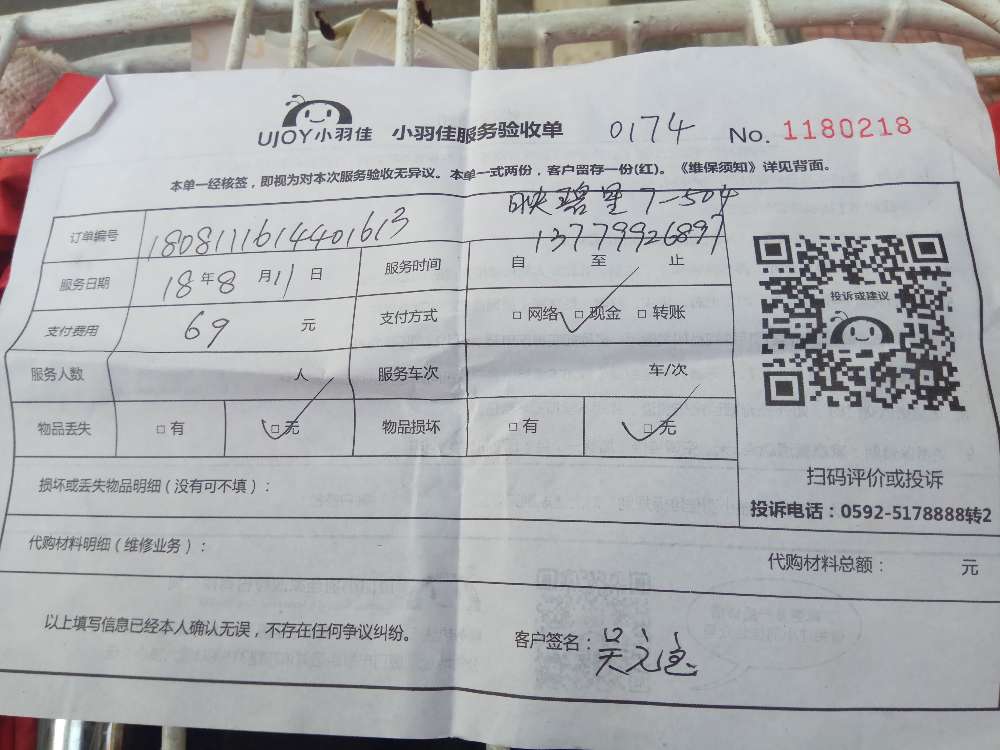 UJOY小羽佳 小羽佳服务验收单 0174 No. 1180218
本单一经核签，即视为对本次服务验收无异议。本单一式两份，客户留存一份(红)。《维保须知》详见背面。
映碧里 7-504
13779926897
订单编号 1808111614401613
服务日期 18 年 8 月 11 日 服务时间 自 至 止
支付费用 69 元 支付方式 □ 网络 □ 现金 □ 转账
服务人数 人 服务车次 车/次
物品丢失 □ 有 □ 无 物品损坏 □ 有 □ 无
投诉或建议
扫码评价或投诉
投诉电话：0592-5178888转2
损坏或丢失物品明细（没有可不填）：
代购材料明细（维修业务）：
代购材料总额： 元
以上填写信息已经本人确认无误，不存在任何争议纠纷。
客户签名：吴元